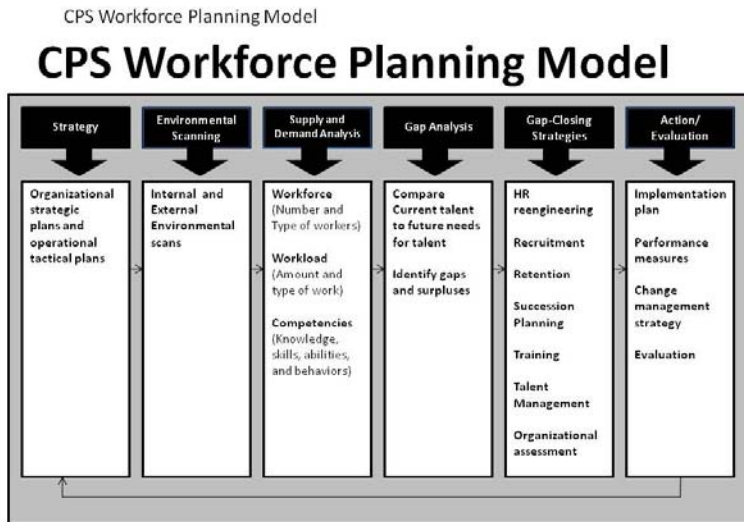 CPS Workforce Planning Model
CPS Workforce Planning Model
Strategy
Environmental
Scanning
Supply and
Demand Analysis
Gap Analysis
Gap-Closing
Strategies
Action/
Evaluation
Organizational
strategic
plans and
operational
tactical plans
Internal and
External
Environmental
scans
Workforce
(Number and
Type of workers)
Workload
(Amount and
type of work)
Competencies
(Knowledge,
skills, abilities,
and behaviors)
Compare
Current talent
to future needs
for talent
Identify gaps
and surpluses
HR
reengineering
Recruitment
Retention
Succession
Planning
Training
Talent
Management
Organizational
assessment
Implementation
plan
Performance
measures
Change
management
strategy
Evaluation